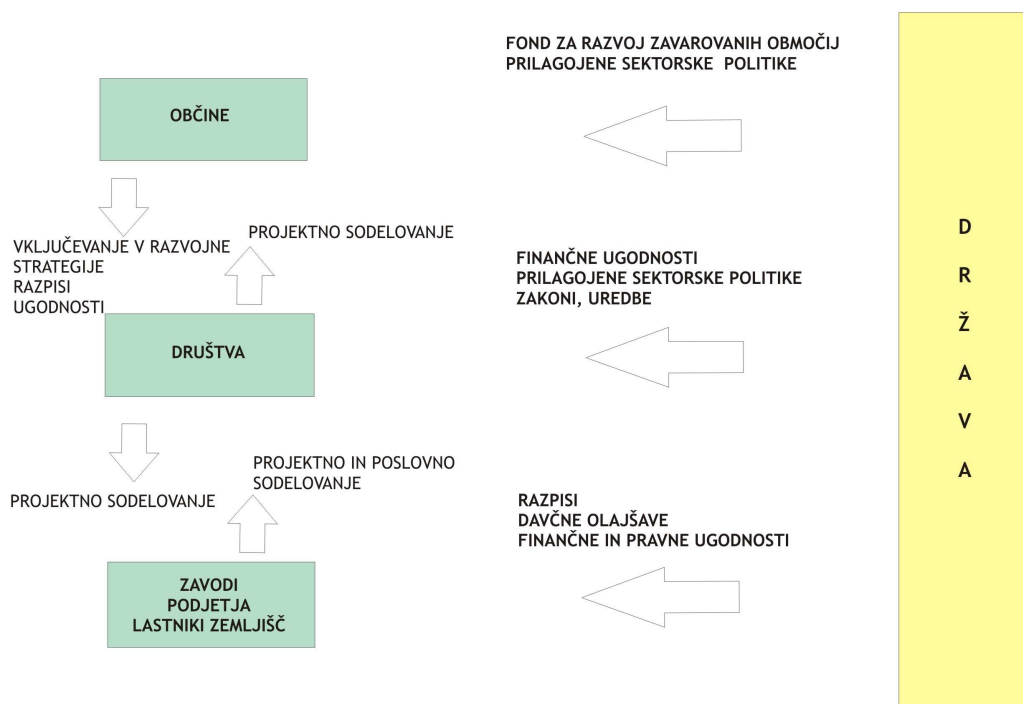 FOND ZA RAZVOJ ZAVAROVANIH OBMOČIJ
PRILAGOJENE SEKTORSKE POLITIKE
OBČINE
VKLJUČEVANJE V RAZVOJNE
STRATEGIJE
RAZPISI
UGODNOSTI
PROJEKTNO SODELOVANJE
FINANČNE UGODNOSTI
PRILAGOJENE SEKTORSKE POLITIKE
ZAKONI, UREDBE
DRUŠTVA
PROJEKTNO SODELOVANJE
PROJEKTNO IN POSLOVNO
SODELOVANJE
RAZPISI
DAVČNE OLAJŠAVE
FINANČNE IN PRAVNE UGODNOSTI
ZAVODI
PODJETJA
LASTNIKI ZEMLJIŠČ
D
R
Ž
A
V
A